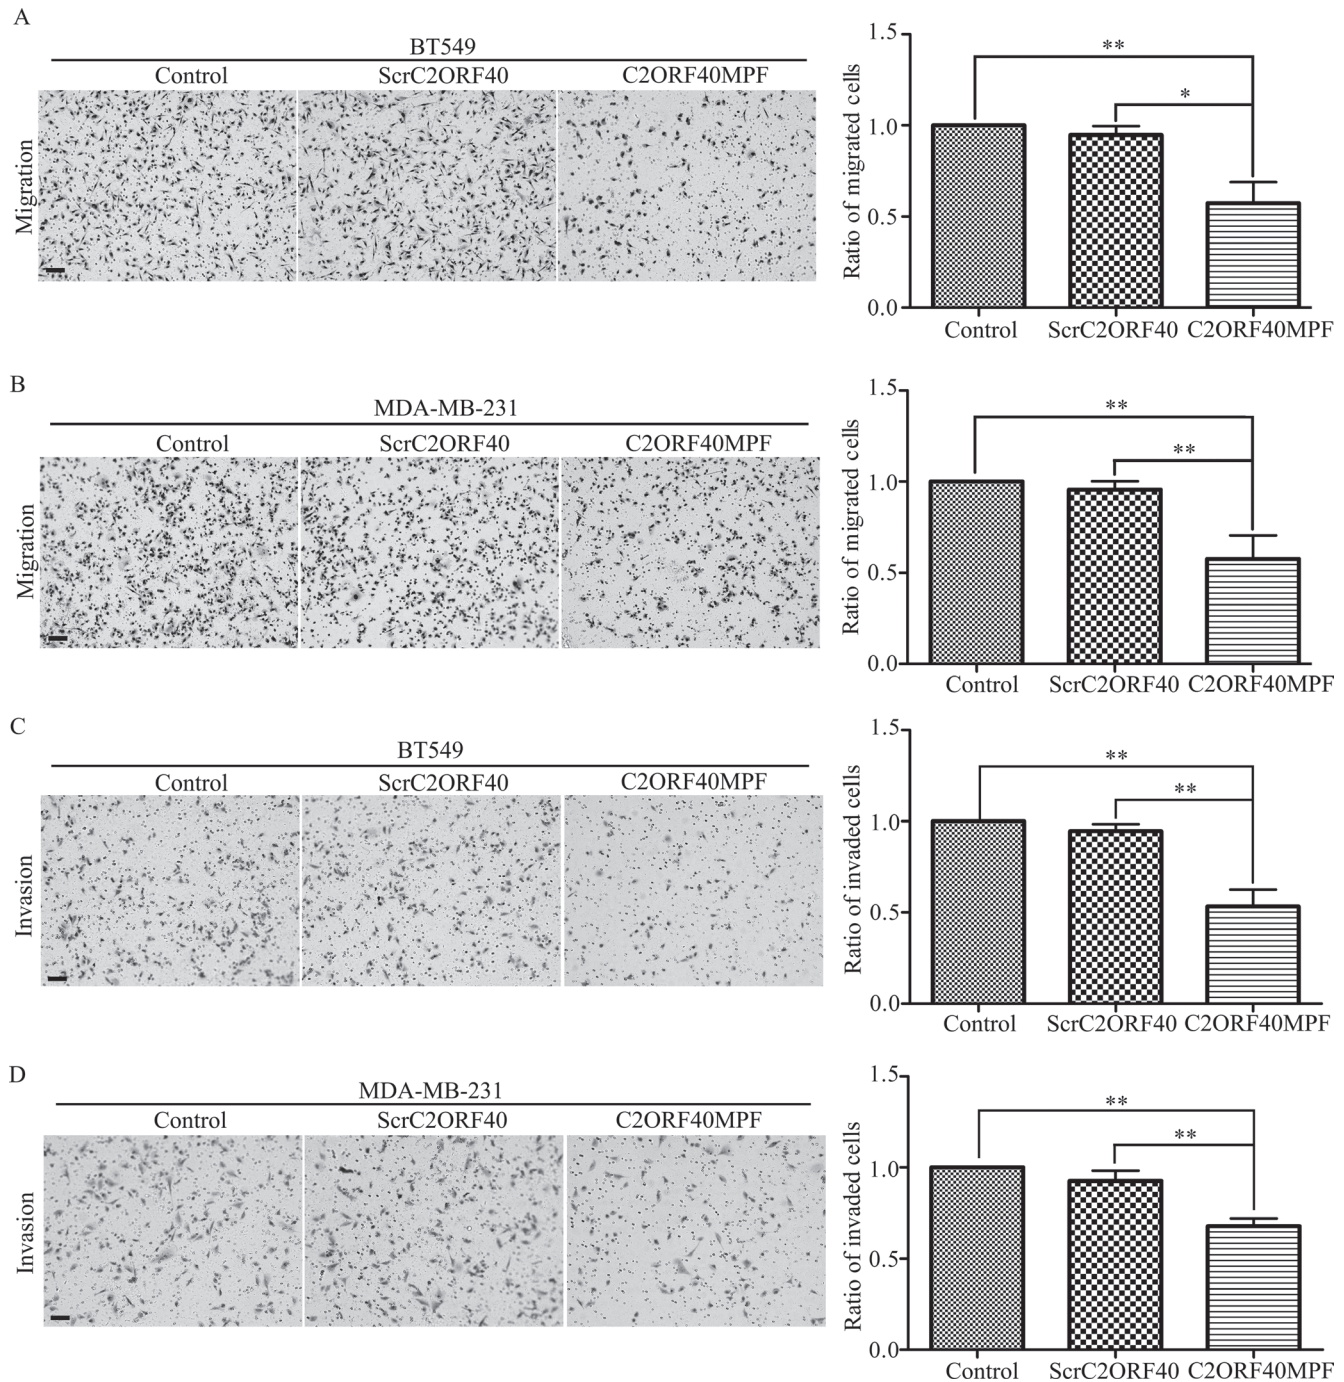 A
BT549
Control ScrC2ORF40 C2ORF40MPF
Migration
Ratio of migrated cells
1.5
1.0
0.5
0.0
**
*
Control ScrC2ORF40 C2ORF40MPF
B
MDA-MB-231
Control ScrC2ORF40 C2ORF40MPF
Migration
Ratio of migrated cells
1.5
1.0
0.5
0.0
**
**
Control ScrC2ORF40 C2ORF40MPF
C
BT549
Control ScrC2ORF40 C2ORF40MPF
Invasion
Ratio of invaded cells
1.5
1.0
0.5
0.0
**
**
Control ScrC2ORF40 C2ORF40MPF
D
MDA-MB-231
Control ScrC2ORF40 C2ORF40MPF
Invasion
Ratio of invaded cells
1.5
1.0
0.5
0.0
**
**
Control ScrC2ORF40 C2ORF40MPF